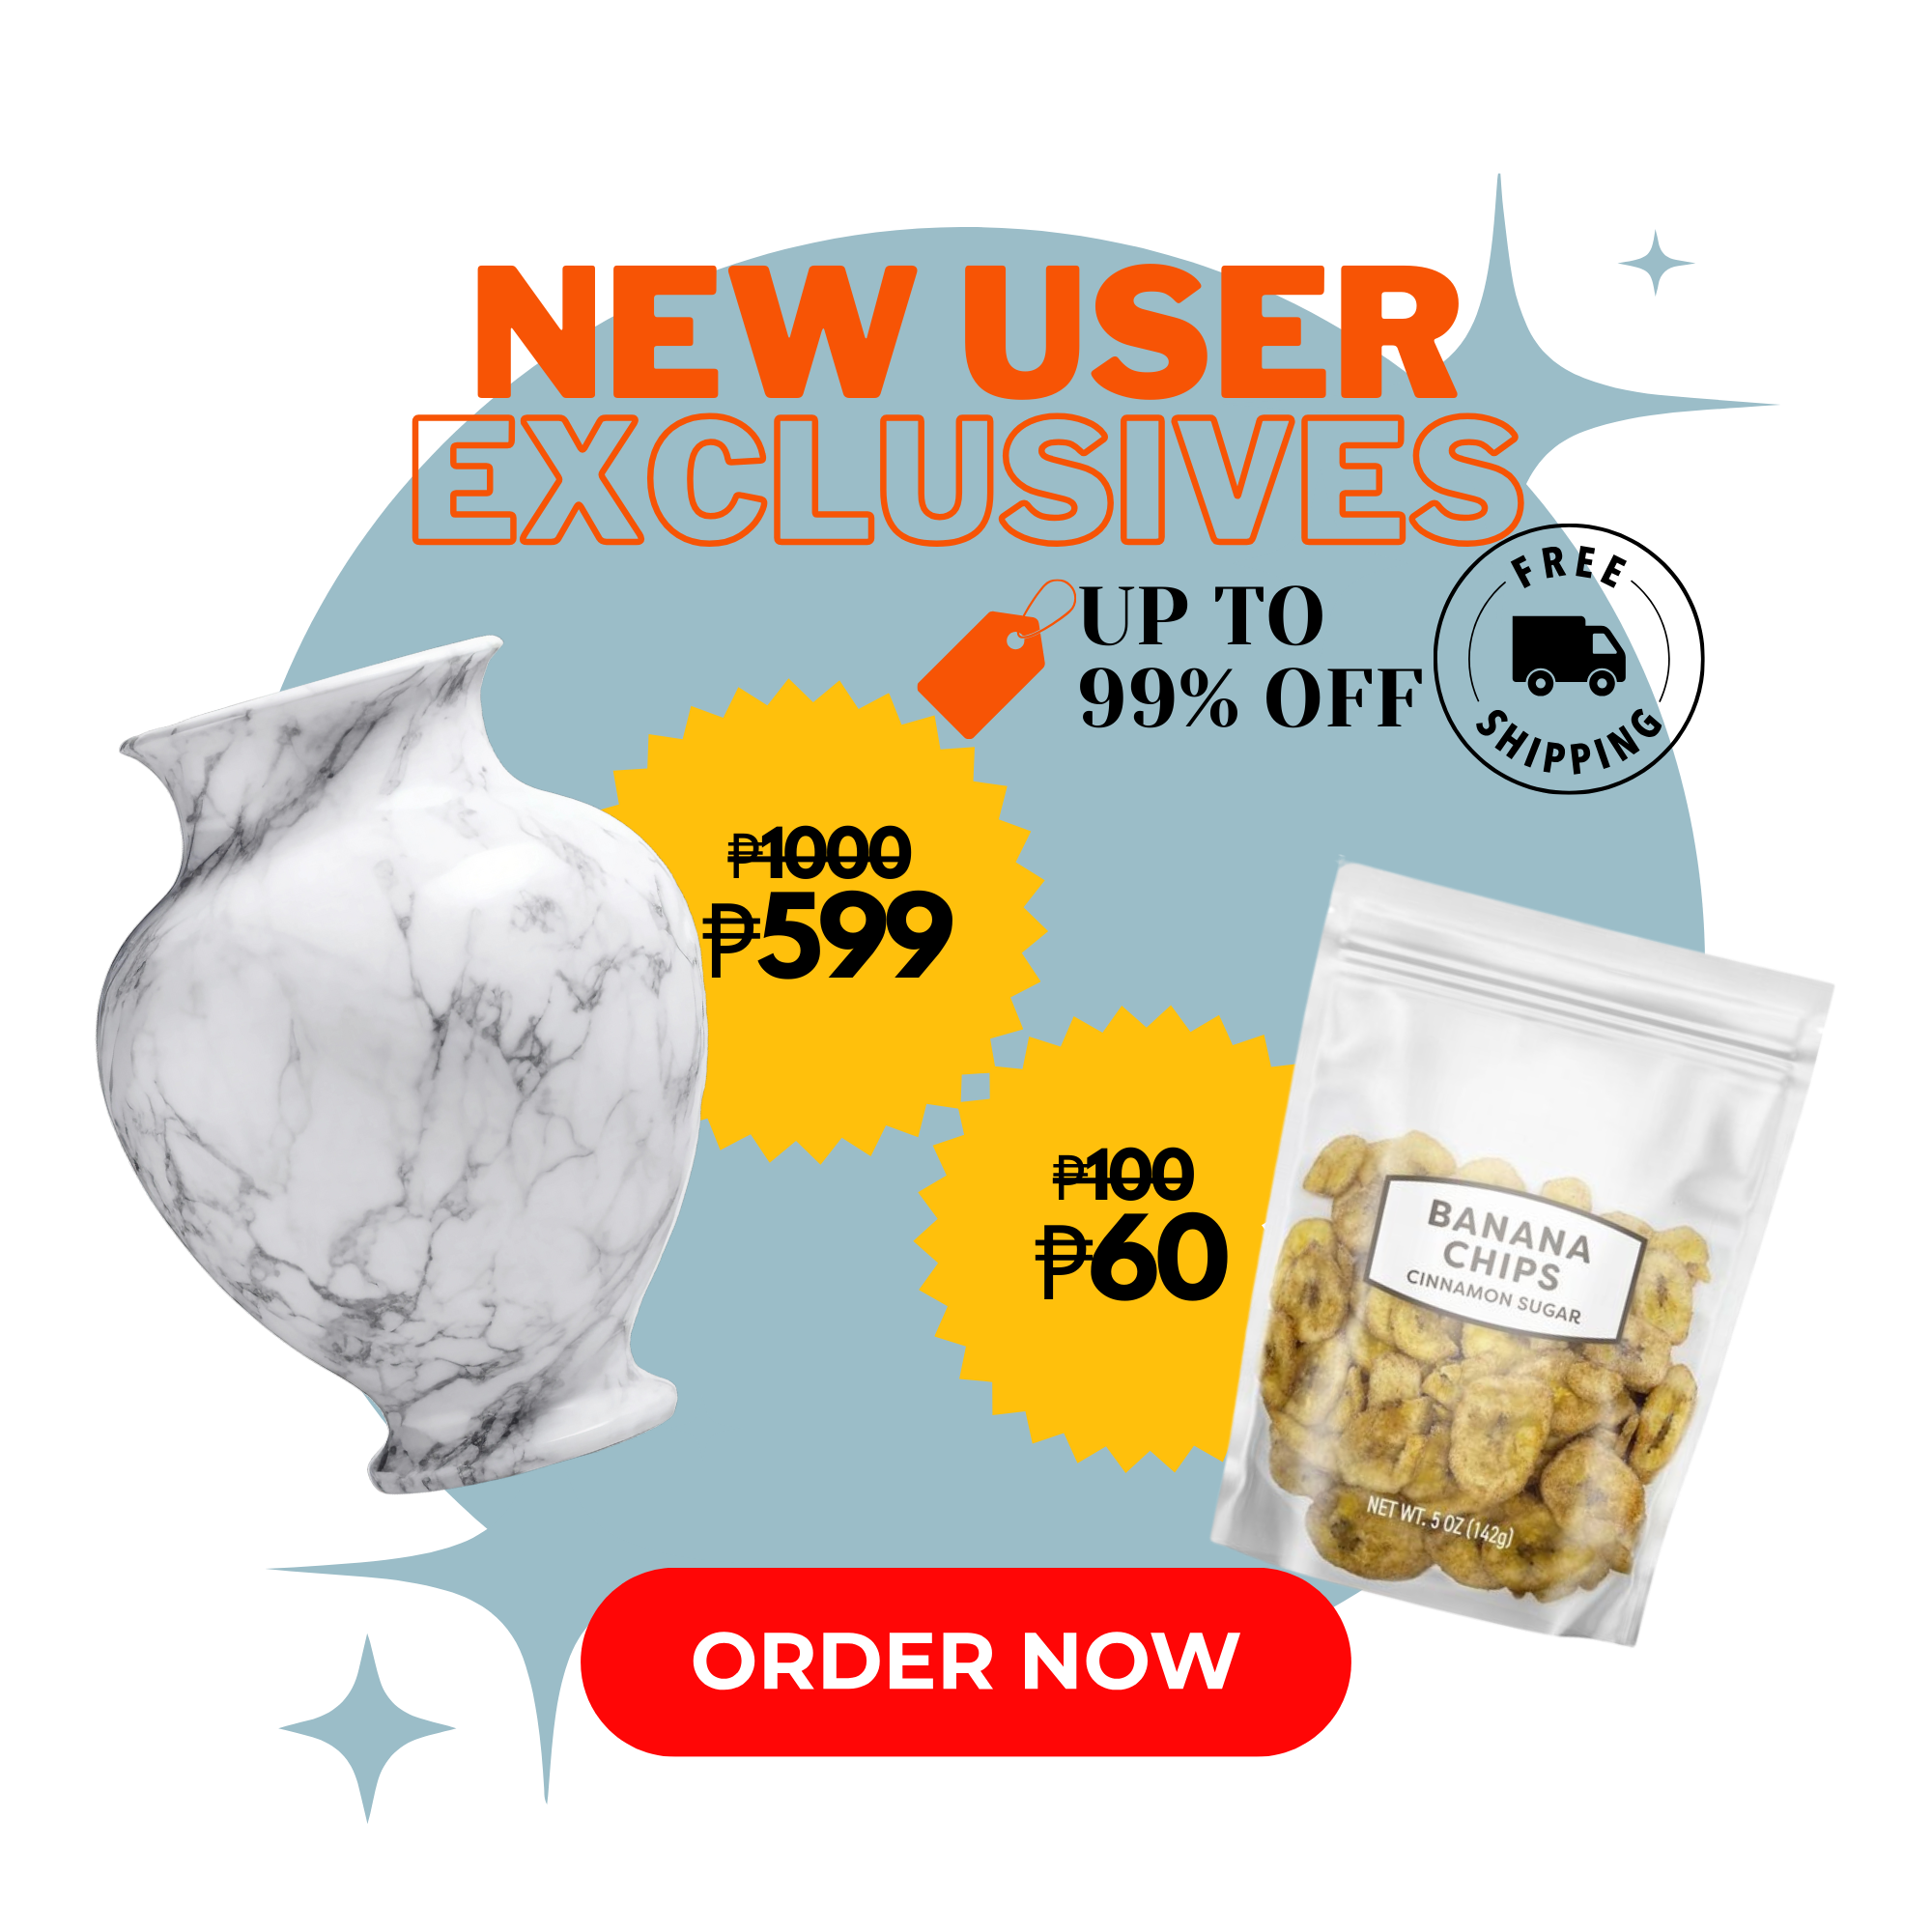 NEW USER
EXCLUSIVES
UP TO
99% OFF
FREE
SHIPPING
₱1000
₱599
₱100
₱60
BANANA
CHIPS
CINNAMON SUGAR
NET WT. 5 OZ (142g)
ORDER NOW